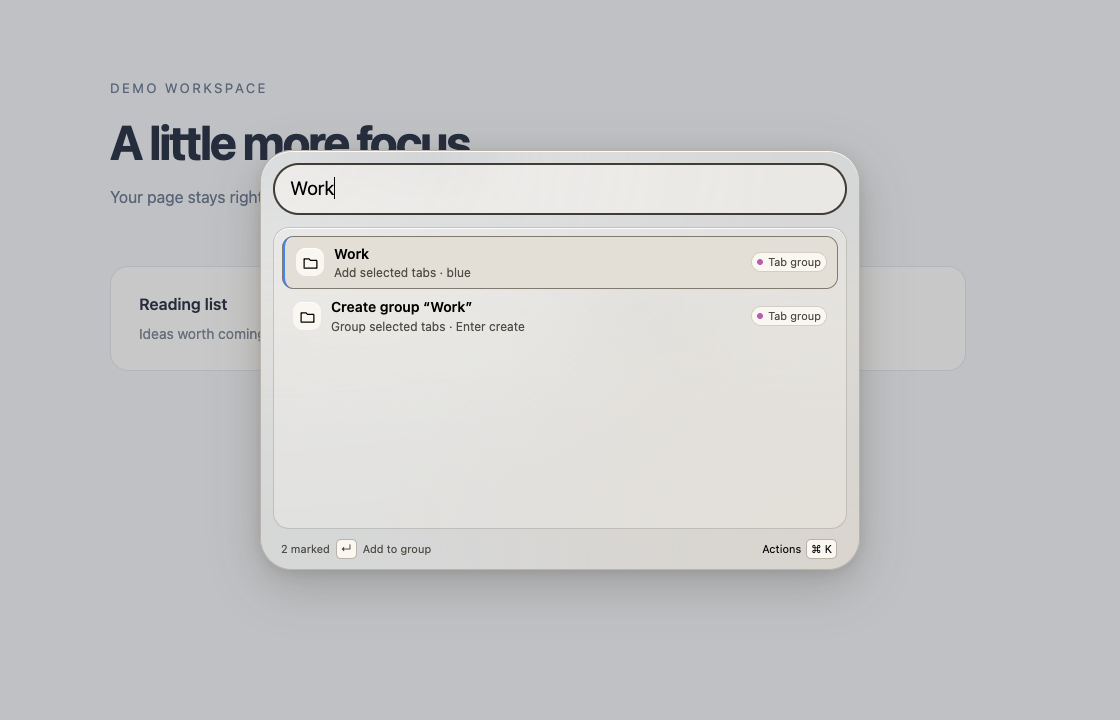 DEMO WORKSPACE
A little more focus
Your page stays right
Work
Work
Add selected tabs · blue
Tab group
Create group “Work”
Group selected tabs · Enter create
Tab group
Reading list
Ideas worth coming
2 marked ↵ Add to group
Actions ⌘ K